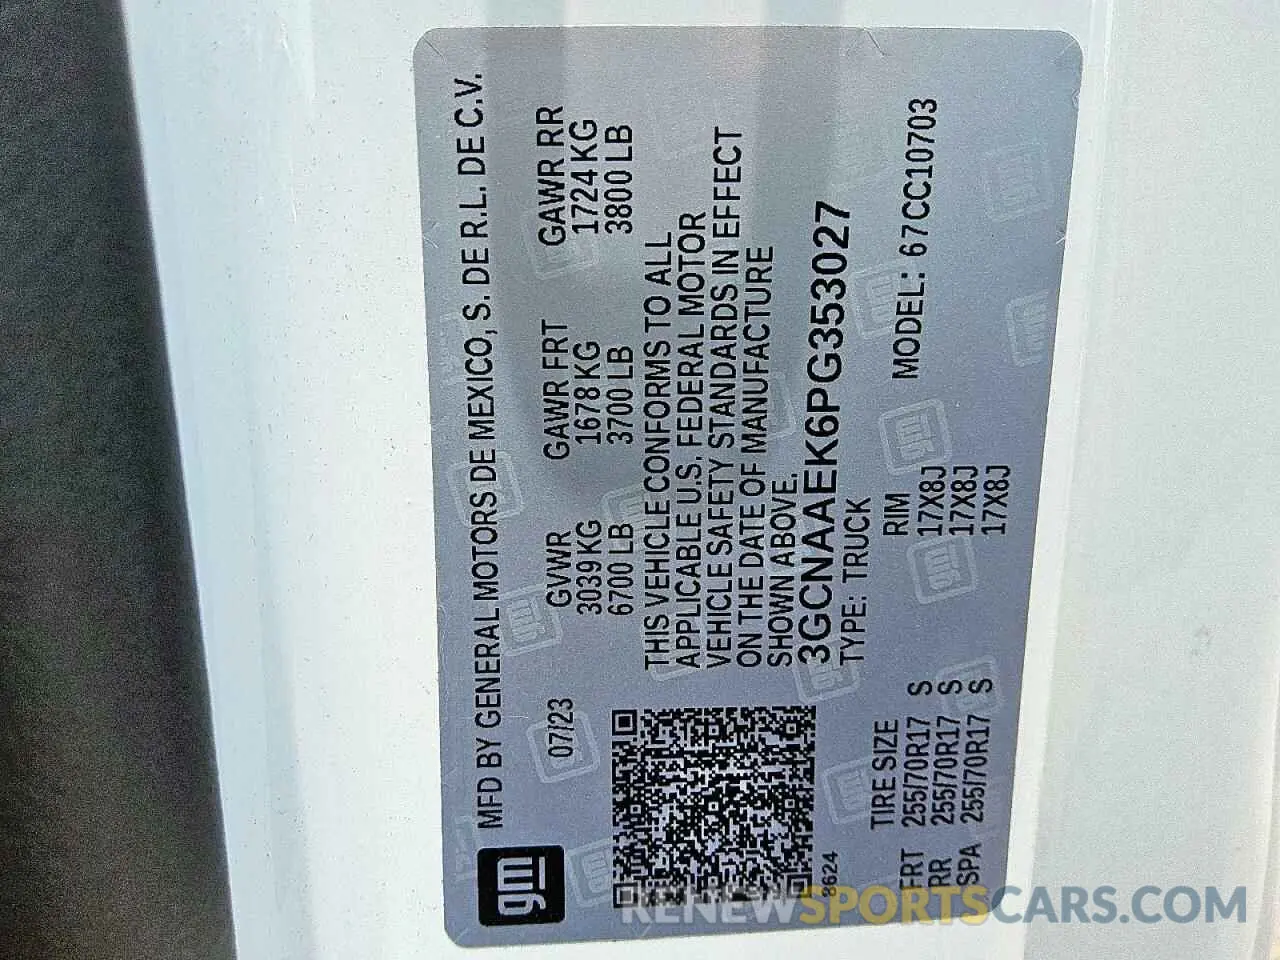 MFD BY GENERAL MOTORS DE MEXICO, S. DE R.L. DE C.V.
gm
07/23 GVWR GAWR FRT GAWR RR
3039 KG 1678 KG 1724 KG
6700 LB 3700 LB 3800 LB
THIS VEHICLE CONFORMS TO ALL
APPLICABLE U.S. FEDERAL MOTOR
VEHICLE SAFETY STANDARDS IN EFFECT
ON THE DATE OF MANUFACTURE
SHOWN ABOVE.
3GCNAAEK6PG353027
8624 TYPE: TRUCK
TIRE SIZE RIM MODEL: 67CC10703
FRT 255/70R17 S 17X8J
RR 255/70R17 S 17X8J
SPA 255/70R17 S 17X8J
RENEWSPORTSCARS.COM